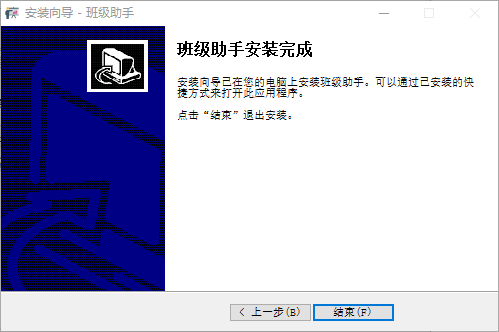 安装向导 - 班级助手
班级助手安装完成
安装向导已在您的电脑上安装班级助手。可以通过已安装的快
捷方式来打开此应用程序。
点击“结束”退出安装。
< 上一步(B)
结束(F)